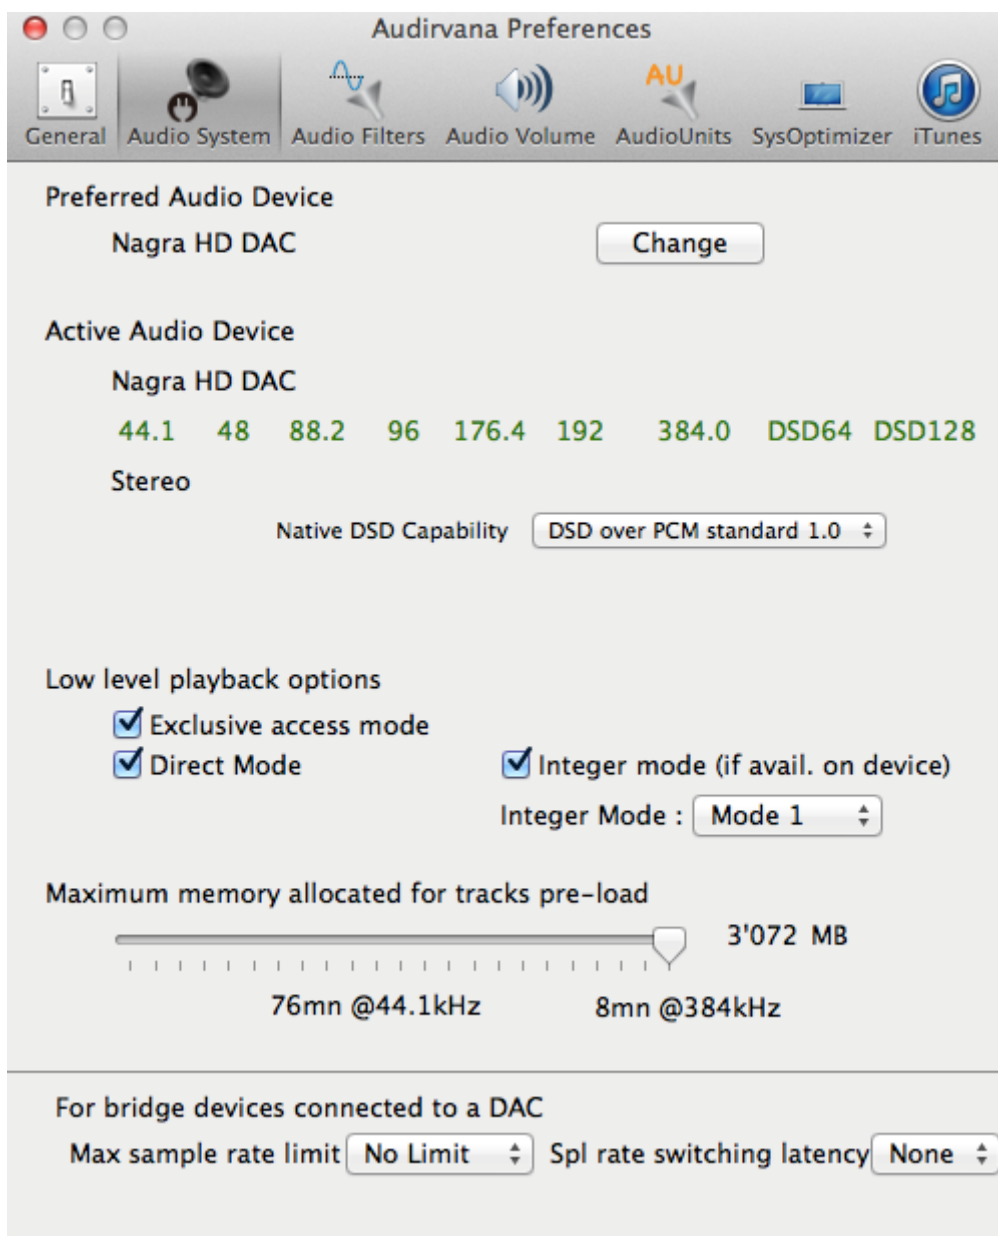 Audirvana Preferences
AU
General Audio System Audio Filters Audio Volume AudioUnits SysOptimizer iTunes
Preferred Audio Device
Nagra HD DAC Change
Active Audio Device
Nagra HD DAC
44.1 48 88.2 96 176.4 192 384.0 DSD64 DSD128
Stereo
Native DSD Capability DSD over PCM standard 1.0
Low level playback options
Exclusive access mode
Direct Mode Integer mode (if avail. on device)
Integer Mode : Mode 1
Maximum memory allocated for tracks pre-load
3'072 MB
76mn @44.1kHz 8mn @384kHz
For bridge devices connected to a DAC
Max sample rate limit No Limit Spl rate switching latency None